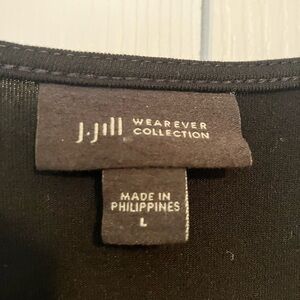 J.Jill WEAREVER
COLLECTION
MADE IN
PHILIPPINES
L